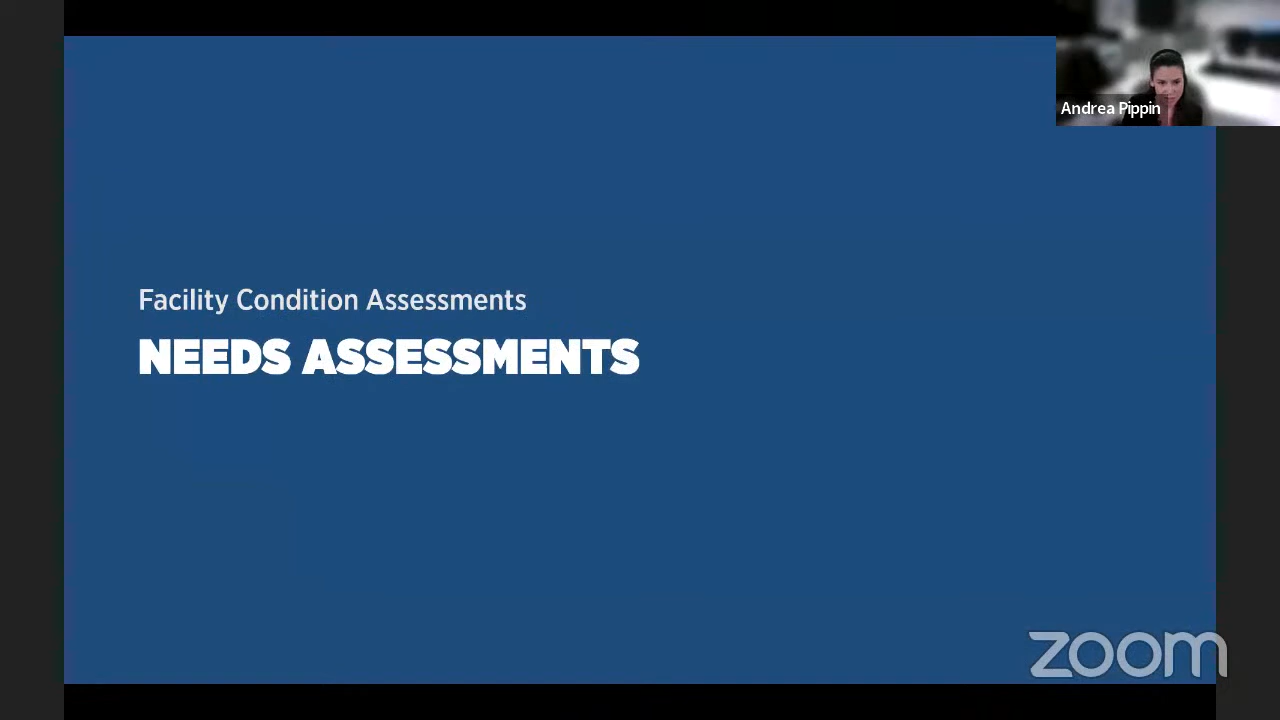 Andrea Pippin
Facility Condition Assessments
NEEDS ASSESSMENTS
zoom